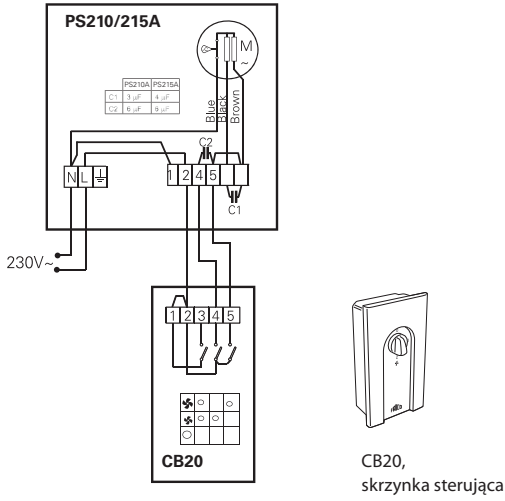 PS210/215A
M
~
PS210A PS215A
C1 3 µF 4 µF
C2 6 µF 6 µF
Blue
Black
Brown
C2
N L
1 2 4 5
C1
230V~
1 2 3 4 5
CB20
CB20,
skrzynka sterująca